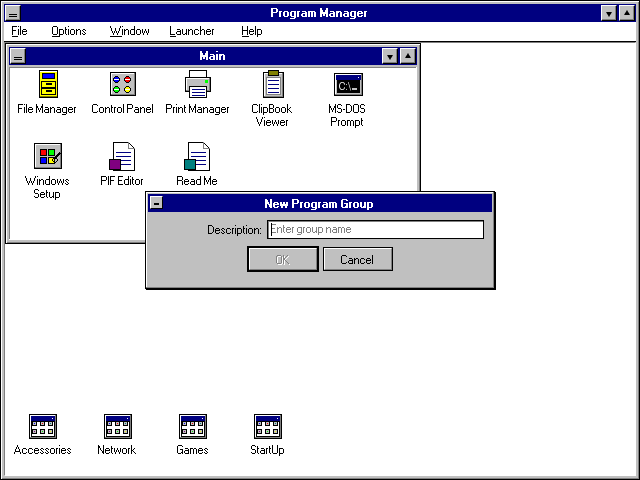 Program Manager
File Options Window Launcher Help
Main
File Manager Control Panel Print Manager ClipBook Viewer MS-DOS Prompt
C:\_
Windows Setup PIF Editor Read Me
New Program Group
Description: Enter group name
OK Cancel
Accessories Network Games StartUp